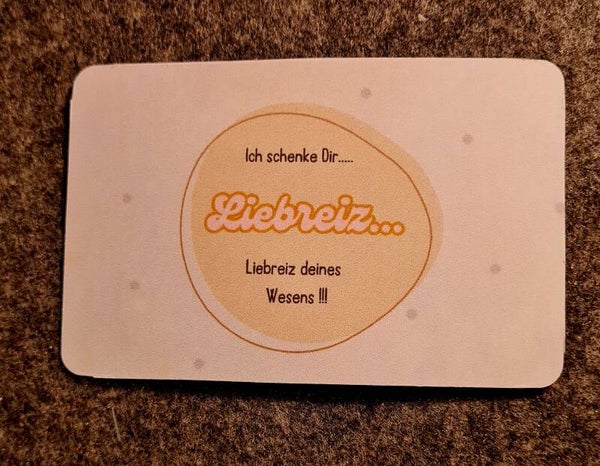 Ich schenke Dir.....
Liebreiz...
Liebreiz deines
Wesens !!!